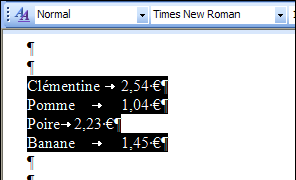 Normal Times New Roman
¶
¶
Clémentine → 2,54·€¶
Pomme → 1,04·€¶
Poire→2,23·€¶
Banane → 1,45·€¶
¶
¶